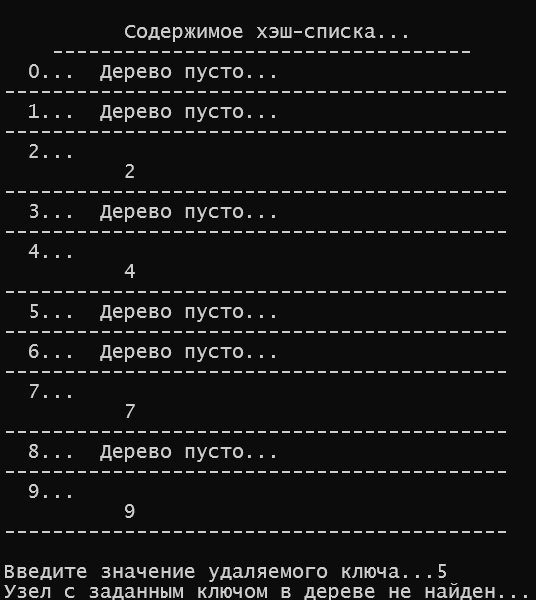 Содержимое хэш-списка...
-----------------------------------
0... Дерево пусто...
------------------------------------------
1... Дерево пусто...
------------------------------------------
2...
2
------------------------------------------
3... Дерево пусто...
------------------------------------------
4...
4
------------------------------------------
5... Дерево пусто...
------------------------------------------
6... Дерево пусто...
------------------------------------------
7...
7
------------------------------------------
8... Дерево пусто...
------------------------------------------
9...
9
------------------------------------------
Введите значение удаляемого ключа...5
Узел с заданным ключом в дереве не найден...